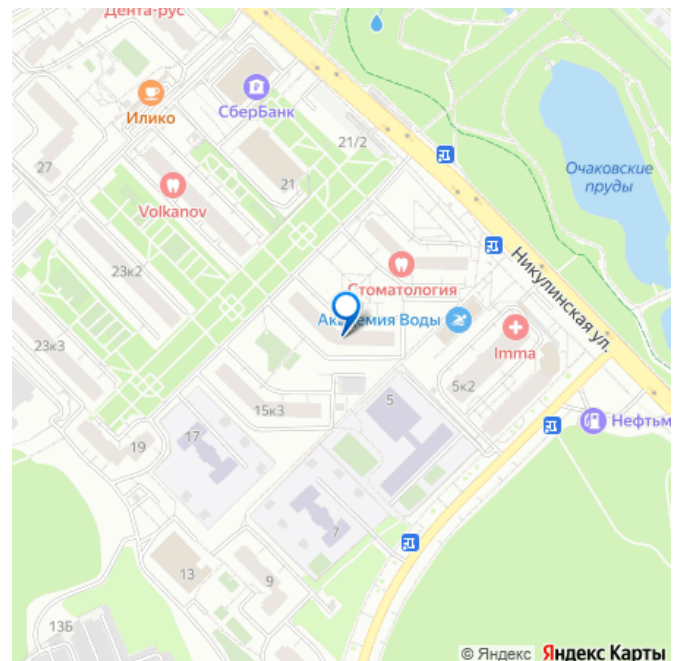 Дента-рус
Илико
СберБанк
21/2
27
21
Volkanov
Очаковские
пруды
23к2
Никулинская ул.
Стоматология
Академия Воды
Imma
23к3
5к2
5
15к3
Нефтьм
19
17
7
13
9
13Б
© Яндекс Яндекс Карты